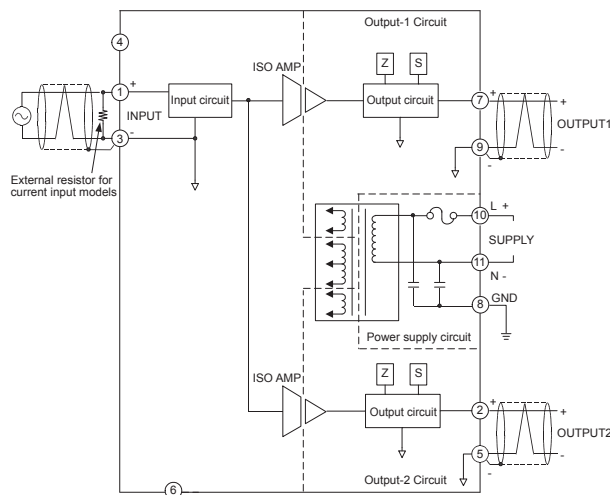 Output-1 Circuit
4
ISO AMP
Z
S
1
+
INPUT
Input circuit
Output circuit
7
+
+
OUTPUT1
3
-
9
-
-
External resistor for
current input models
L +
10
SUPPLY
11
N -
8
GND
Power supply circuit
ISO AMP
Z
S
Output circuit
2
+
+
OUTPUT2
5
-
-
Output-2 Circuit
6